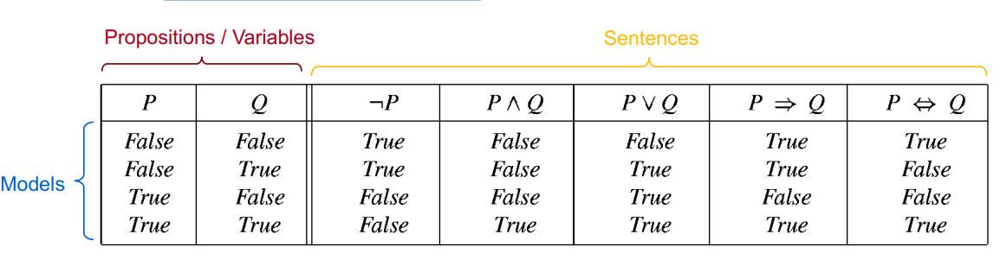 Propositions / Variables Sentences
P Q ¬P P ∧ Q P ∨ Q P ⇒ Q P ⇔ Q
False False True False False True True
False True True False True True False
Models
True False False False True False False
True True False True True True True